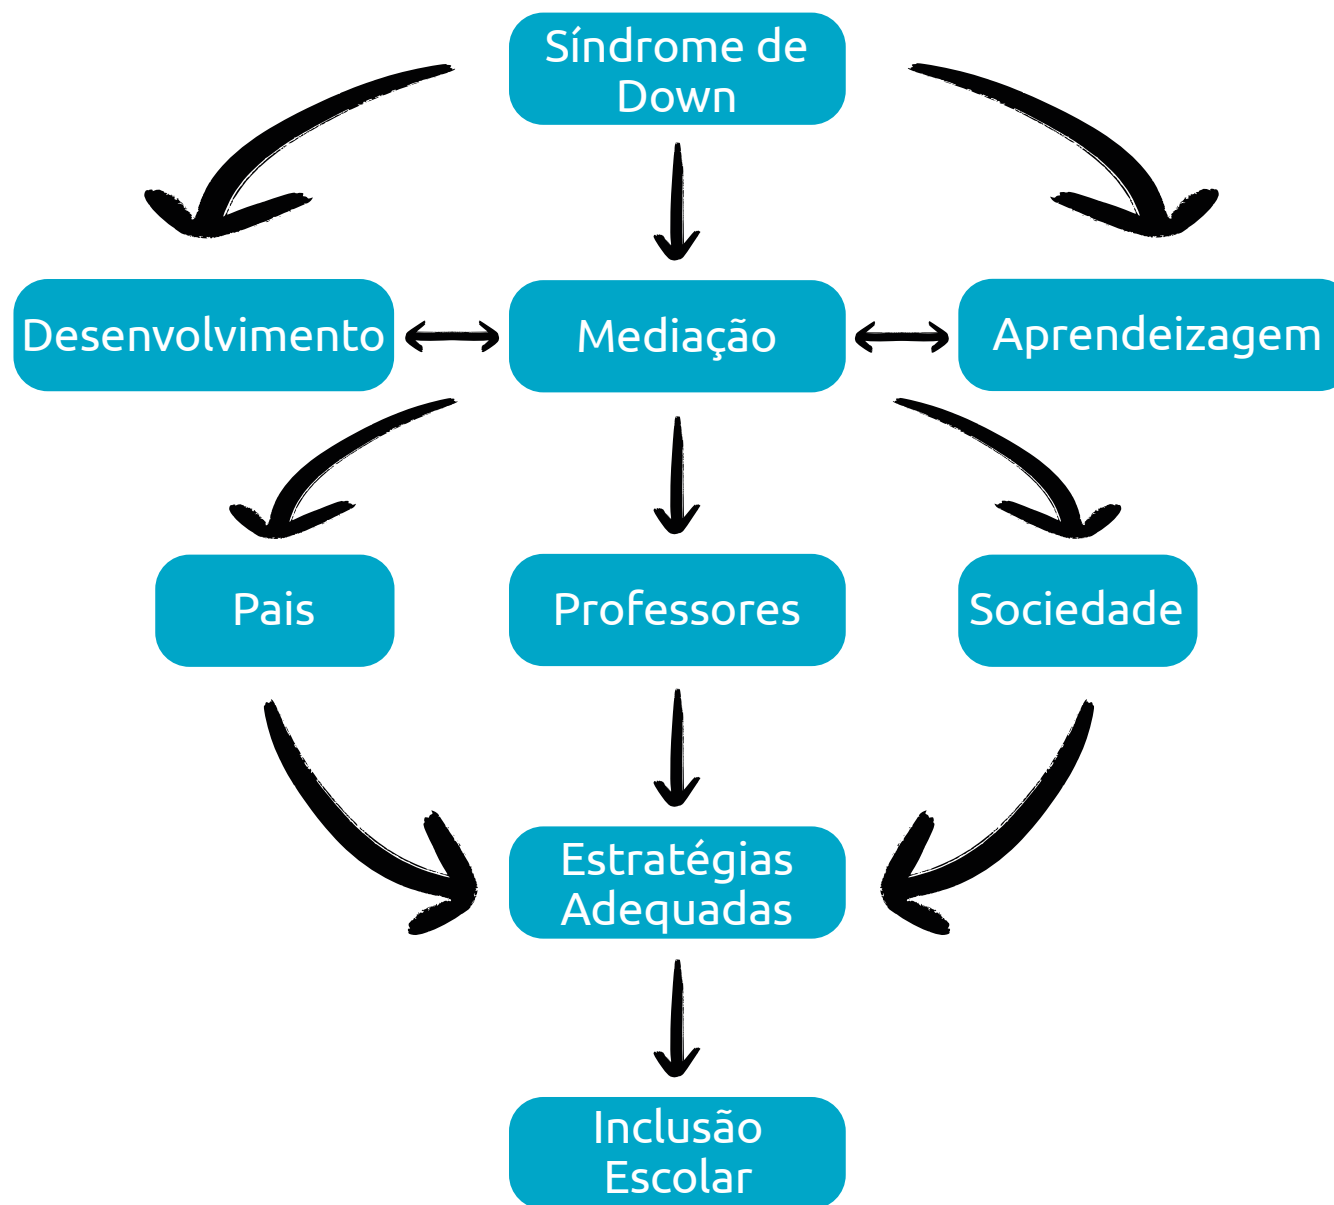 Síndrome de
Down
Desenvolvimento
Mediação
Aprendeizagem
Pais
Professores
Sociedade
Estratégias
Adequadas
Inclusão
Escolar